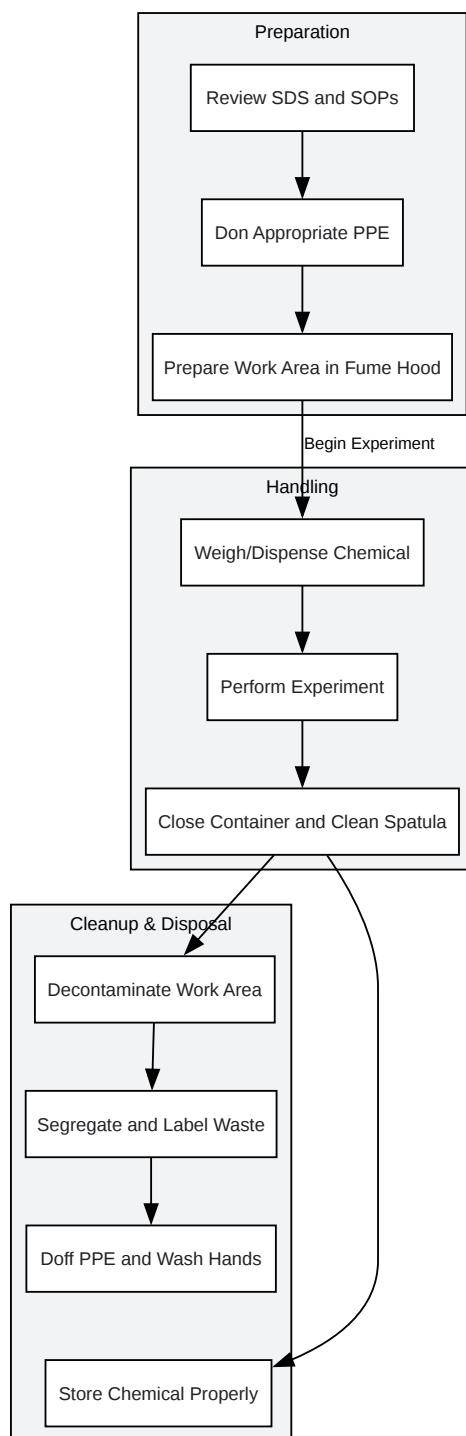 Preparation
Review SDS and SOPs
Don Appropriate PPE
Prepare Work Area in Fume Hood
Begin Experiment
Handling
Weigh/Dispense Chemical
Perform Experiment
Close Container and Clean Spatula
Cleanup & Disposal
Decontaminate Work Area
Segregate and Label Waste
Doff PPE and Wash Hands
Store Chemical Properly